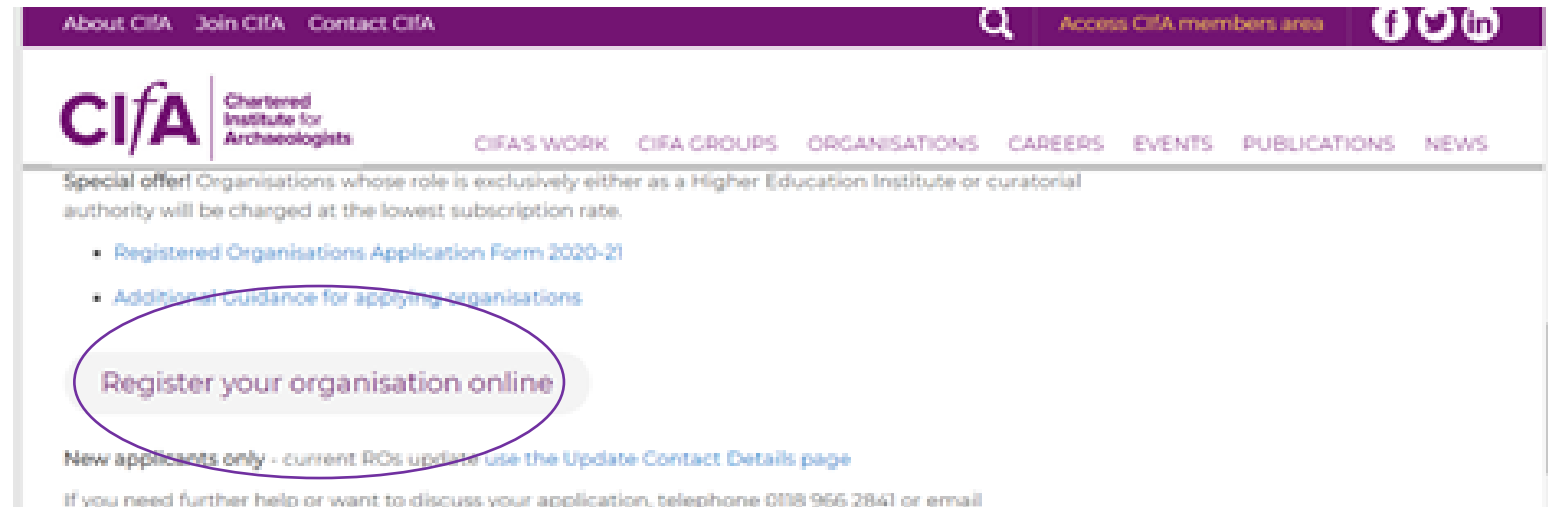 About CIfA Join CIfA Contact CIfA Access CIfA members area
CIfA Chartered
Institute for
Archaeologists
CIFA'S WORK CIFA GROUPS ORGANISATIONS CAREERS EVENTS PUBLICATIONS NEWS
Special offer! Organisations whose role is exclusively either as a Higher Education Institute or curatorial
authority will be charged at the lowest subscription rate.
• Registered Organisations Application Form 2020-21
• Additional Guidance for applying organisations
Register your organisation online
New applicants only - current ROs update use the Update Contact Details page
If you need further help or want to discuss your application, telephone 0118 966 2841 or email